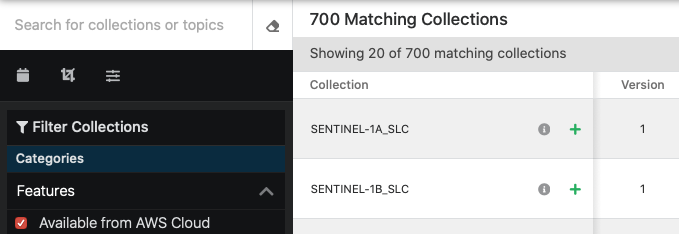 Search for collections or topics
Filter Collections
Categories
Features
Available from AWS Cloud
700 Matching Collections
Showing 20 of 700 matching collections
Collection Version
SENTINEL-1A_SLC 1
SENTINEL-1B_SLC 1